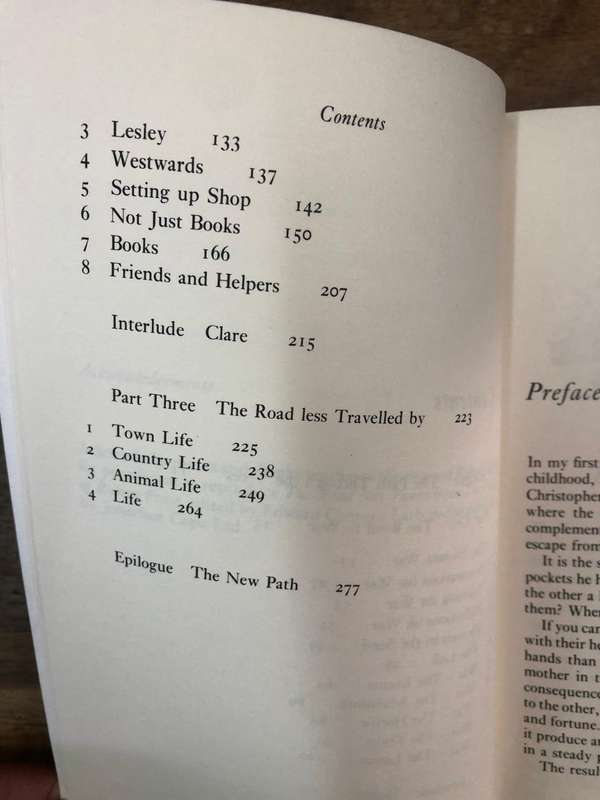 Contents
3 Lesley 133
4 Westwards 137
5 Setting up Shop 142
6 Not Just Books 150
7 Books 166
8 Friends and Helpers 207
Interlude Clare 215
Part Three The Road less Travelled by 223
1 Town Life 225
2 Country Life 238
3 Animal Life 249
4 Life 264
Epilogue The New Path 277
Preface
In my first
childhood,
Christopher
where the
complement
escape from
It is the s
pockets he h
the other a
them? Wher
If you can
with their he
hands than
mother in t
consequence
to the other,
and fortune.
it produce an
in a steady p
The resul